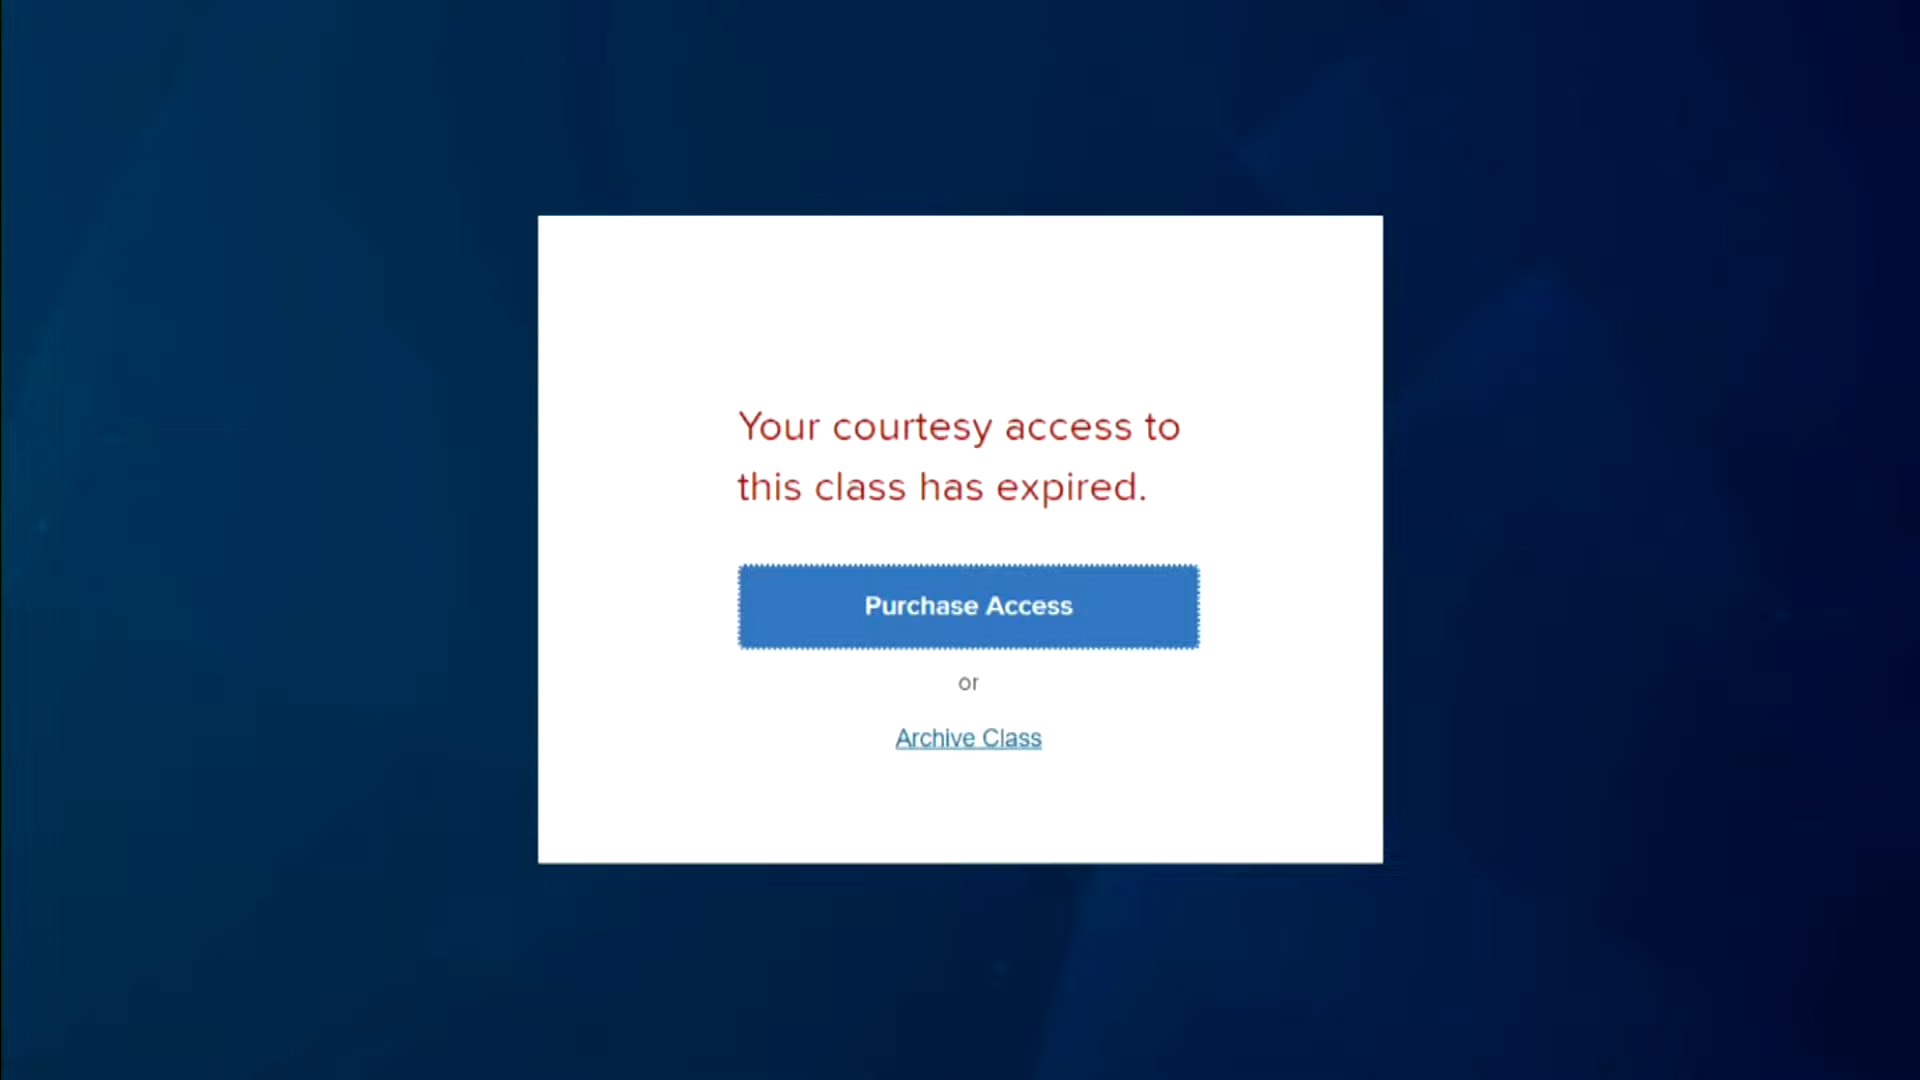 Your courtesy access to
this class has expired.
Purchase Access
or
Archive Class